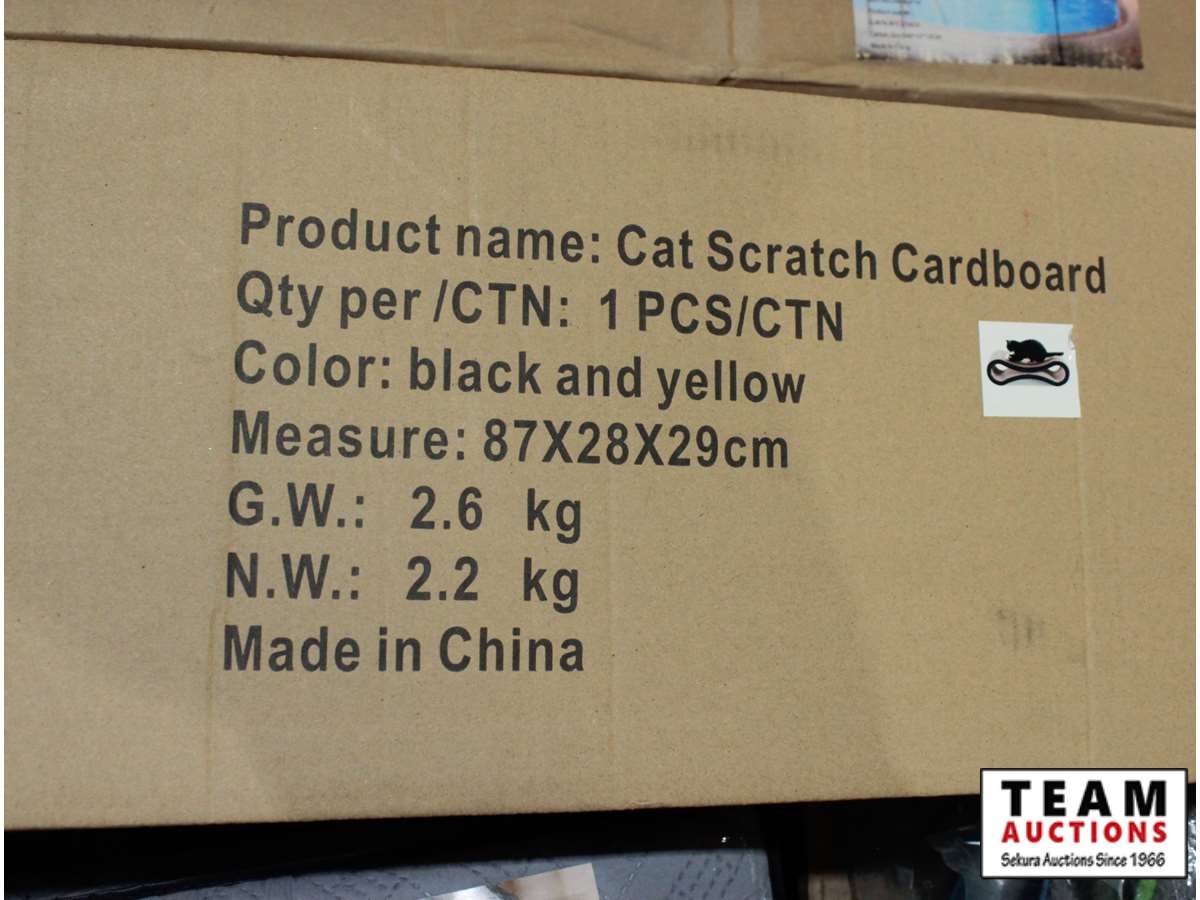 Product name: Cat Scratch Cardboard
Qty per /CTN: 1 PCS/CTN
Color: black and yellow
Measure: 87X28X29cm
G.W.: 2.6 kg
N.W.: 2.2 kg
Made in China
TEAM
AUCTIONS
Sekura Auctions Since 1966